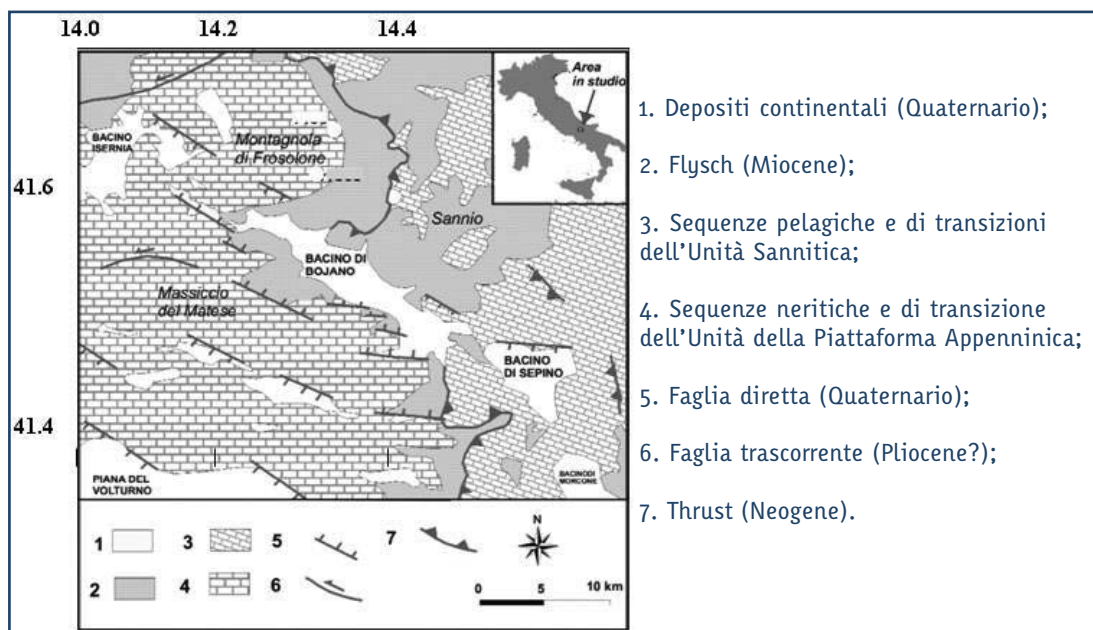 14.0 14.2 14.4
41.6
41.4
Area
in studio
BACINO
ISERNIA
Montagnola
di Frosolone
Sannio
BACINO DI
BOJANO
Massiccio
del Matese
BACINO
DI SEPINO
PIANA DEL
VOLTURNO
BACINODI
MORCONE
1 3 5 7 N
2 4 6 0 5 10 km
1. Depositi continentali (Quaternario);
2. Flysch (Miocene);
3. Sequenze pelagiche e di transizioni
dell'Unità Sannitica;
4. Sequenze neritiche e di transizione
dell'Unità della Piattaforma Appenninica;
5. Faglia diretta (Quaternario);
6. Faglia trascorrente (Pliocene?);
7. Thrust (Neogene).